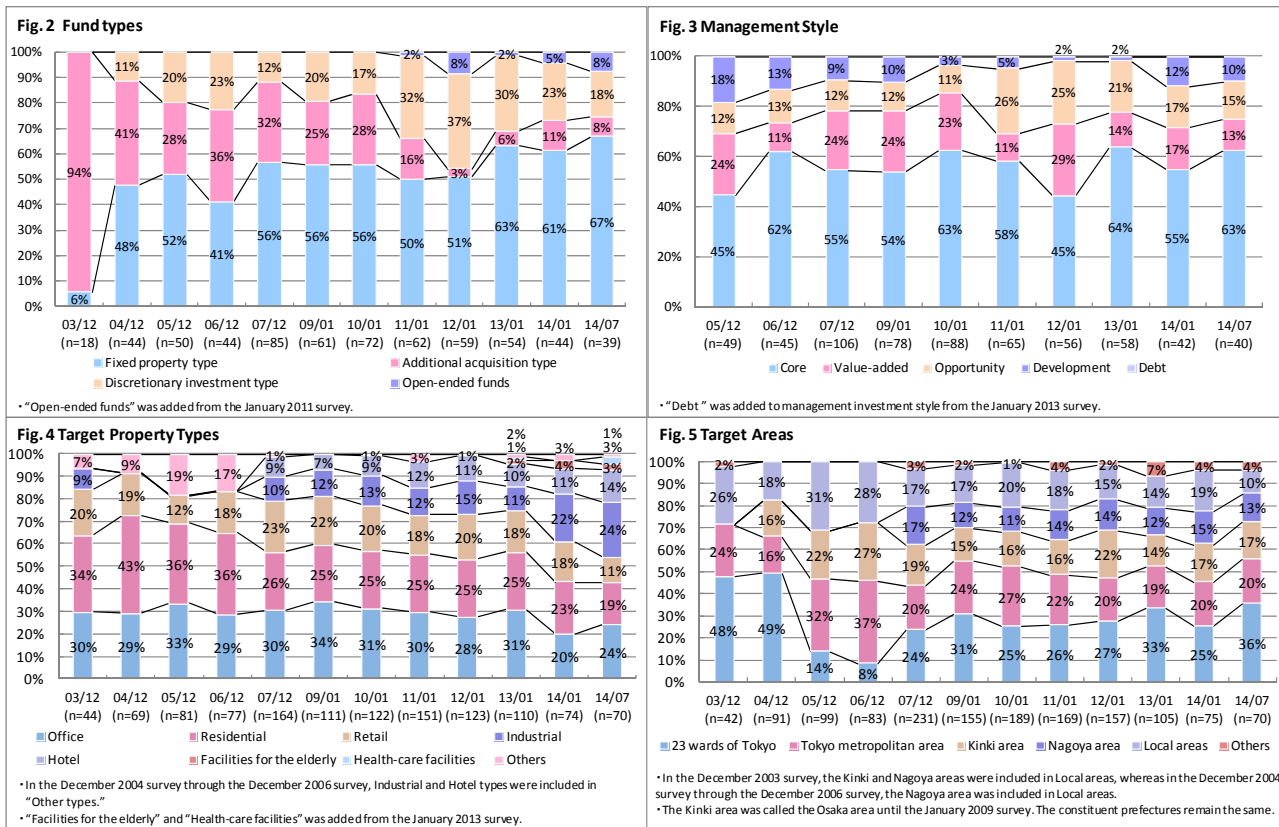 Fig. 2 Fund types
100%
90%
80%
70%
60%
50%
40%
30%
20%
10%
0%
11% 20% 23% 12% 20% 17% 2% 8% 2% 5% 8%
32% 37% 30% 23% 18%
94% 41% 28% 36% 32% 25% 28% 16% 3% 6% 11% 8%
6% 48% 52% 41% 56% 56% 56% 50% 51% 63% 61% 67%
03/12 04/12 05/12 06/12 07/12 09/01 10/01 11/01 12/01 13/01 14/01 14/07
(n=18) (n=44) (n=50) (n=44) (n=85) (n=61) (n=72) (n=62) (n=59) (n=54) (n=44) (n=39)
Fixed property type Additional acquisition type
Discretionary investment type Open-ended funds
・"Open-ended funds" was added from the January 2011 survey.
Fig. 3 Management Style
100%
80%
60%
40%
20%
0%
2% 2%
18% 13% 9% 10% 3% 5% 12% 10%
12% 13% 12% 12% 11% 26% 25% 21% 17% 15%
24% 11% 24% 24% 23% 11% 29% 14% 17% 13%
45% 62% 55% 54% 63% 58% 45% 64% 55% 63%
05/12 06/12 07/12 09/01 10/01 11/01 12/01 13/01 14/01 14/07
(n=49) (n=45) (n=106) (n=78) (n=88) (n=65) (n=56) (n=58) (n=42) (n=40)
Core Value-added Opportunity Development Debt
・"Debt " was added to management investment style from the January 2013 survey.
Fig. 4 Target Property Types
100%
90%
80%
70%
60%
50%
40%
30%
20%
10%
0%
2% 1%
1% 3% 3%
7% 9% 19% 17% 1% 7% 1% 3% 1% 2% 4% 3%
9% 9% 9% 12% 11% 10% 11% 14%
10% 12% 13% 12% 15% 11% 22% 24%
20% 19% 12% 18% 23% 22% 20% 18% 20% 18% 18% 11%
34% 43% 36% 36% 26% 25% 25% 25% 25% 25% 23% 19%
30% 29% 33% 29% 30% 34% 31% 30% 28% 31% 20% 24%
03/12 04/12 05/12 06/12 07/12 09/01 10/01 11/01 12/01 13/01 14/01 14/07
(n=44) (n=69) (n=81) (n=77) (n=164) (n=111) (n=122) (n=151) (n=123) (n=110) (n=74) (n=70)
Office Residential Retail Industrial
Hotel Facilities for the elderly Health-care facilities Others
・In the December 2004 survey through the December 2006 survey, Industrial and Hotel types were included in
"Other types."
・"Facilities for the elderly" and "Health-care facilities" was added from the January 2013 survey.
Fig. 5 Target Areas
100%
90%
80%
70%
60%
50%
40%
30%
20%
10%
0%
2% 3% 2% 1% 4% 2% 7% 4% 4%
26% 18% 31% 28% 17% 17% 20% 18% 15% 14% 19% 10%
17% 12% 11% 14% 14% 12% 15% 13%
16% 22% 27% 19% 15% 16% 16% 22% 14% 17% 17%
24% 16% 32% 37% 20% 24% 27% 22% 20% 19% 20% 20%
48% 49% 14% 8% 24% 31% 25% 26% 27% 33% 25% 36%
03/12 04/12 05/12 06/12 07/12 09/01 10/01 11/01 12/01 13/01 14/01 14/07
(n=42) (n=91) (n=99) (n=83) (n=231) (n=155) (n=189) (n=169) (n=157) (n=105) (n=75) (n=70)
23 wards of Tokyo Tokyo metropolitan area Kinki area Nagoya area Local areas Others
・In the December 2003 survey, the Kinki and Nagoya areas were included in Local areas, whereas in the December 2004
survey through the December 2006 survey, the Nagoya area was included in Local areas.
・The Kinki area was called the Osaka area until the January 2009 survey. The constituent prefectures remain the same.